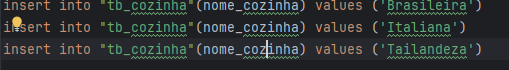 insert into "tb_cozinha"(nome_cozinha) values ('Brasileira')
insert into "tb_cozinha"(nome_cozinha) values ('Italiana')
insert into "tb_cozinha"(nome_cozinha) values ('Tailandeza')